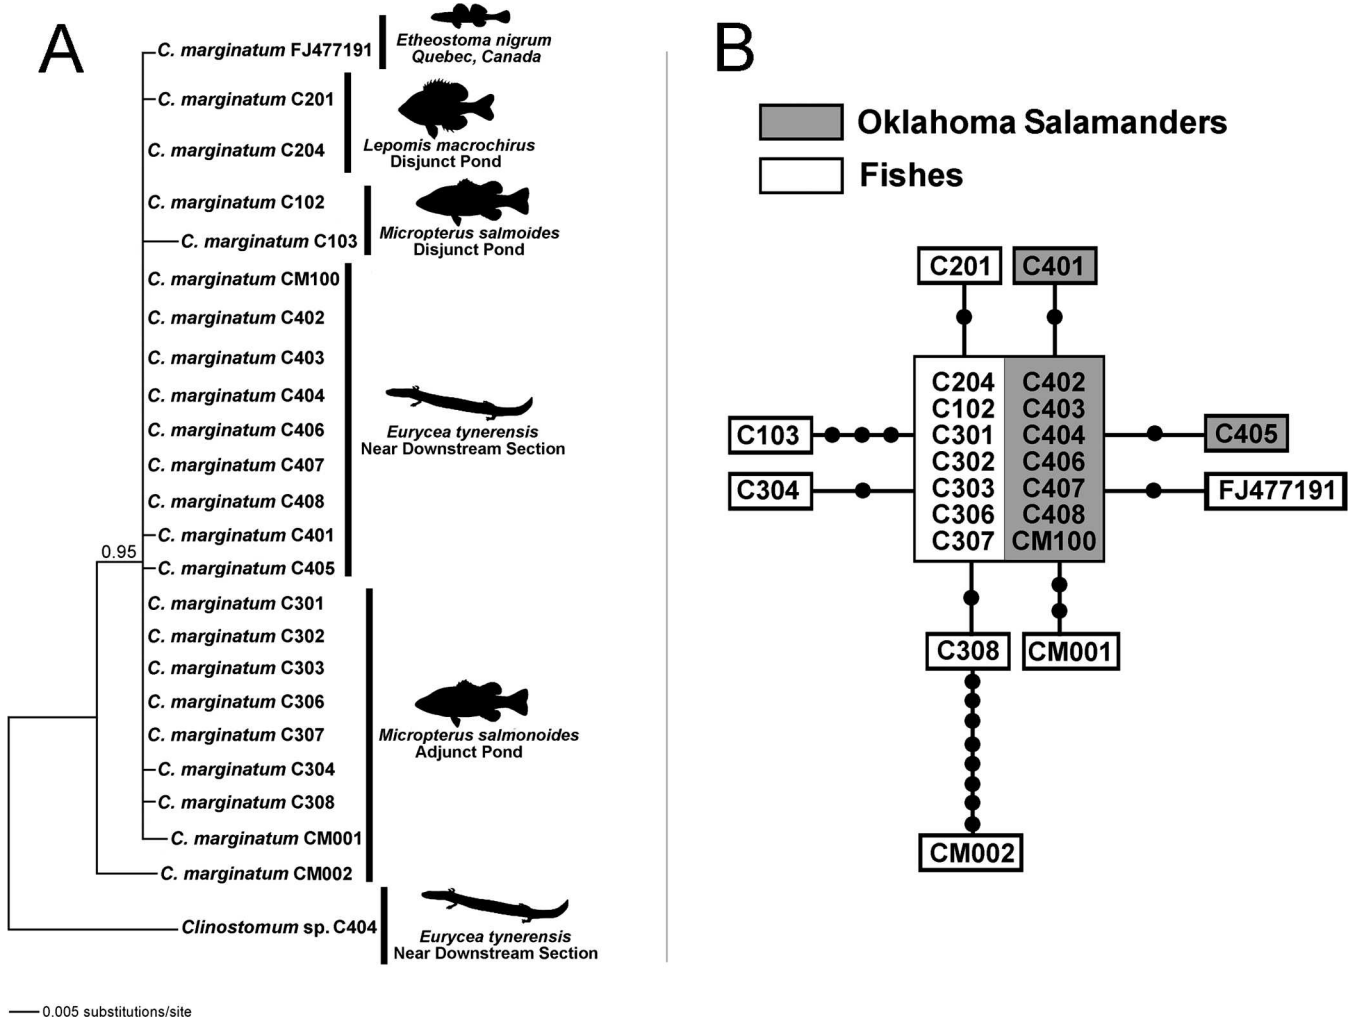 A
C. marginatum FJ477191
Etheostoma nigrum
Quebec, Canada
C. marginatum C201
C. marginatum C204
Lepomis macrochirus
Disjunct Pond
C. marginatum C102
C. marginatum C103
Micropterus salmoides
Disjunct Pond
C. marginatum CM100
C. marginatum C402
C. marginatum C403
C. marginatum C404
C. marginatum C406
C. marginatum C407
C. marginatum C408
C. marginatum C401
C. marginatum C405
Eurycea tynerensis
Near Downstream Section
0.95
C. marginatum C301
C. marginatum C302
C. marginatum C303
C. marginatum C306
C. marginatum C307
C. marginatum C304
C. marginatum C308
C. marginatum CM001
C. marginatum CM002
Micropterus salmonoides
Adjunct Pond
Clinostomum sp. C404
Eurycea tynerensis
Near Downstream Section
0.005 substitutions/site
B
Oklahoma Salamanders
Fishes
C201
C401
C204
C102
C301
C302
C303
C306
C307
C402
C403
C404
C406
C407
C408
CM100
C103
C304
C405
FJ477191
C308
CM001
CM002